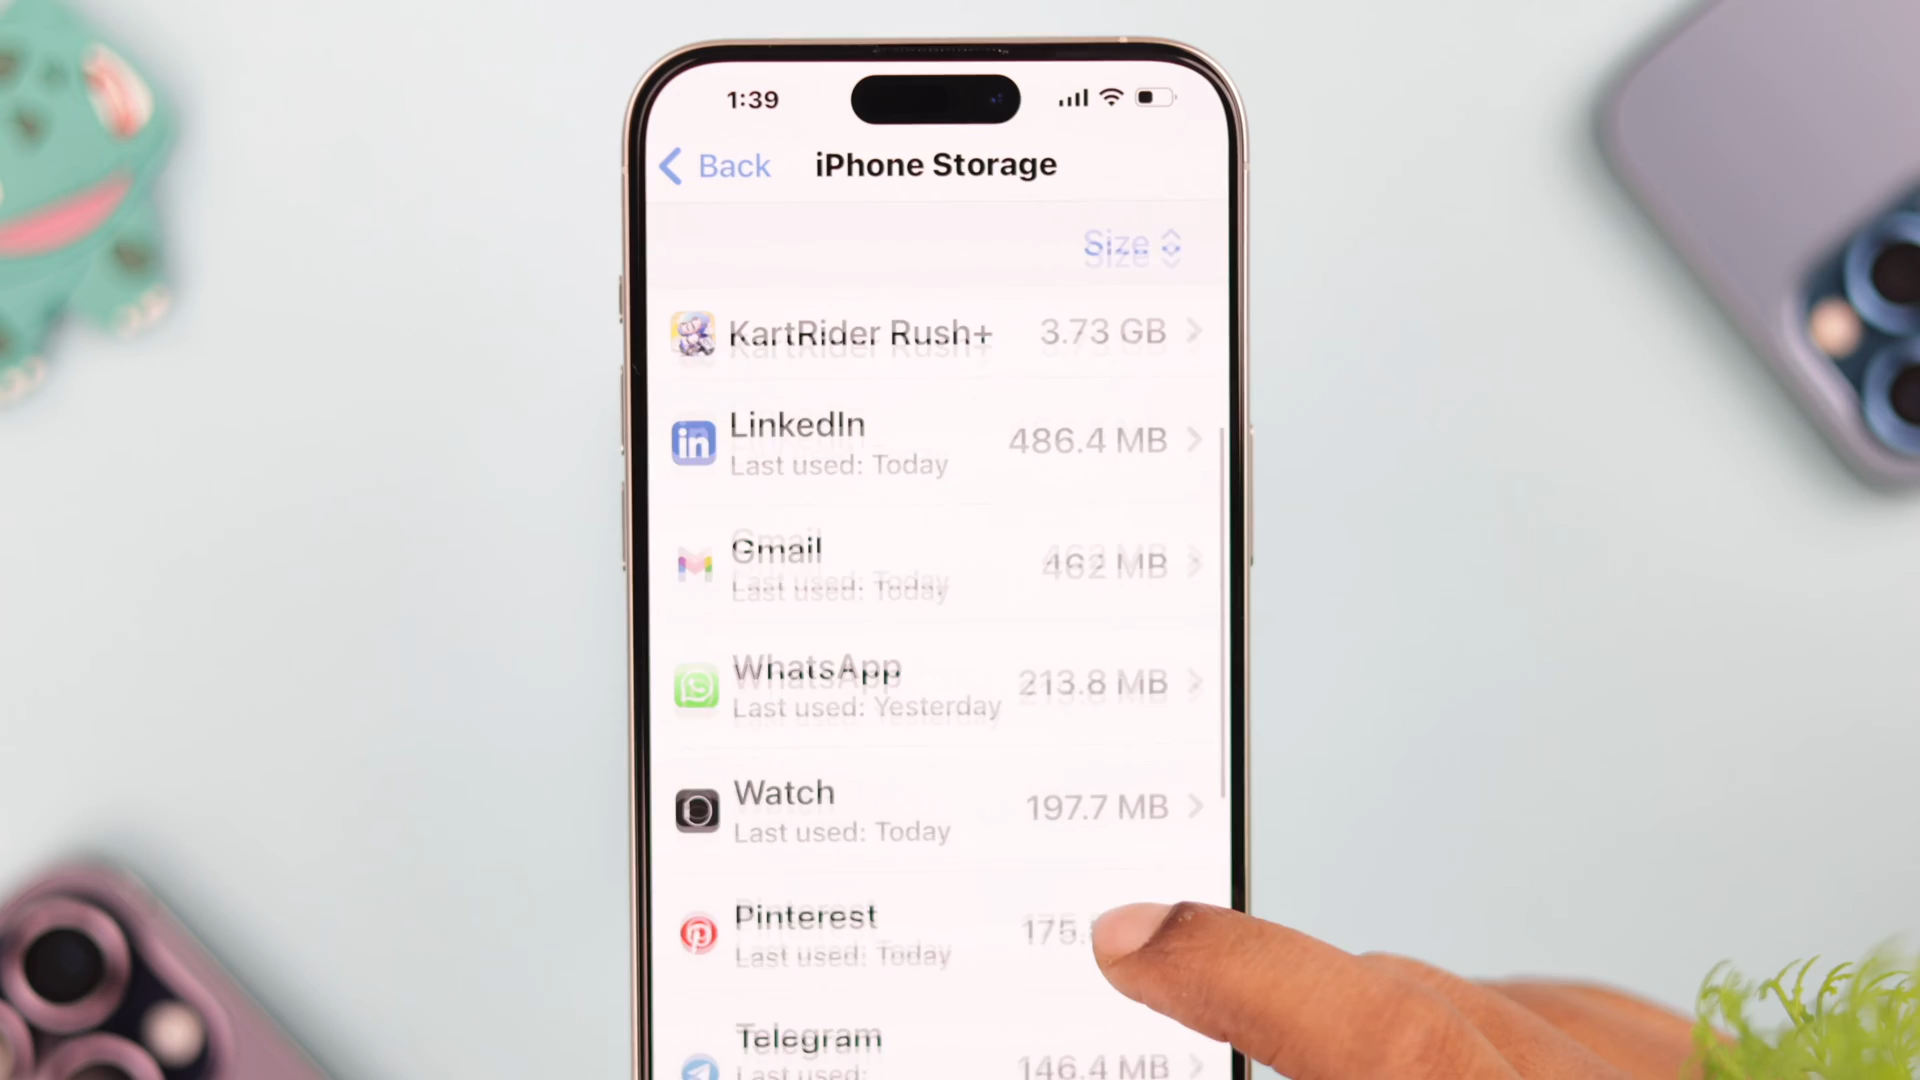 1:39
Back iPhone Storage
Size
KartRider Rush+ 3.73 GB
LinkedIn
486.4 MB
Last used: Today
Gmail
462 MB
Last used: Today
WhatsApp
213.8 MB
Last used: Yesterday
Watch
197.7 MB
Last used: Today
Pinterest
175.
Last used: Today
Telegram
146.4 MB
Last used: